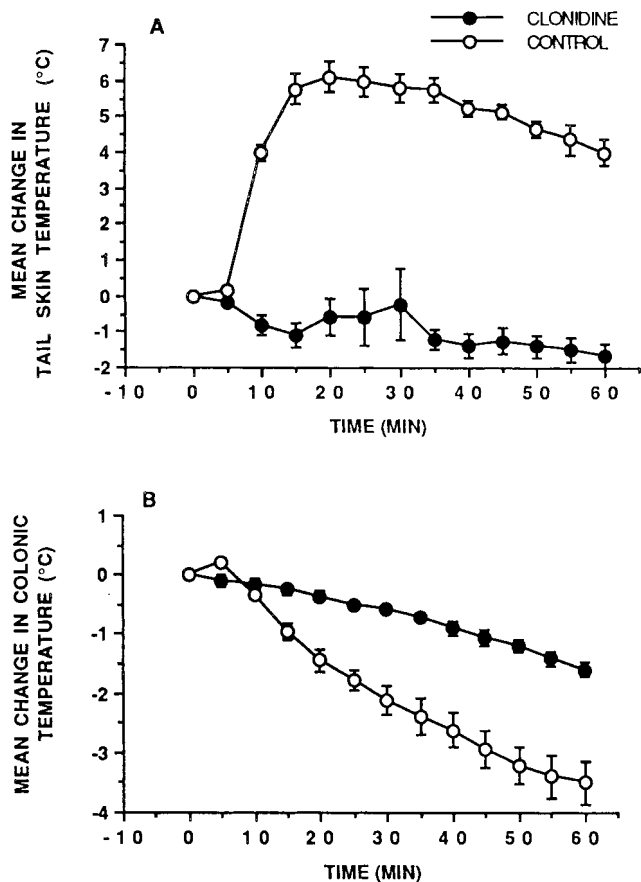 A
CLONIDINE
CONTROL
MEAN CHANGE IN
TAIL SKIN TEMPERATURE (°C)
7
6
5
4
3
2
1
0
-1
-2
-10 0 10 20 30 40 50 60
TIME (MIN)
B
MEAN CHANGE IN COLONIC
TEMPERATURE (°C)
1
0
-1
-2
-3
-4
-10 0 10 20 30 40 50 60
TIME (MIN)